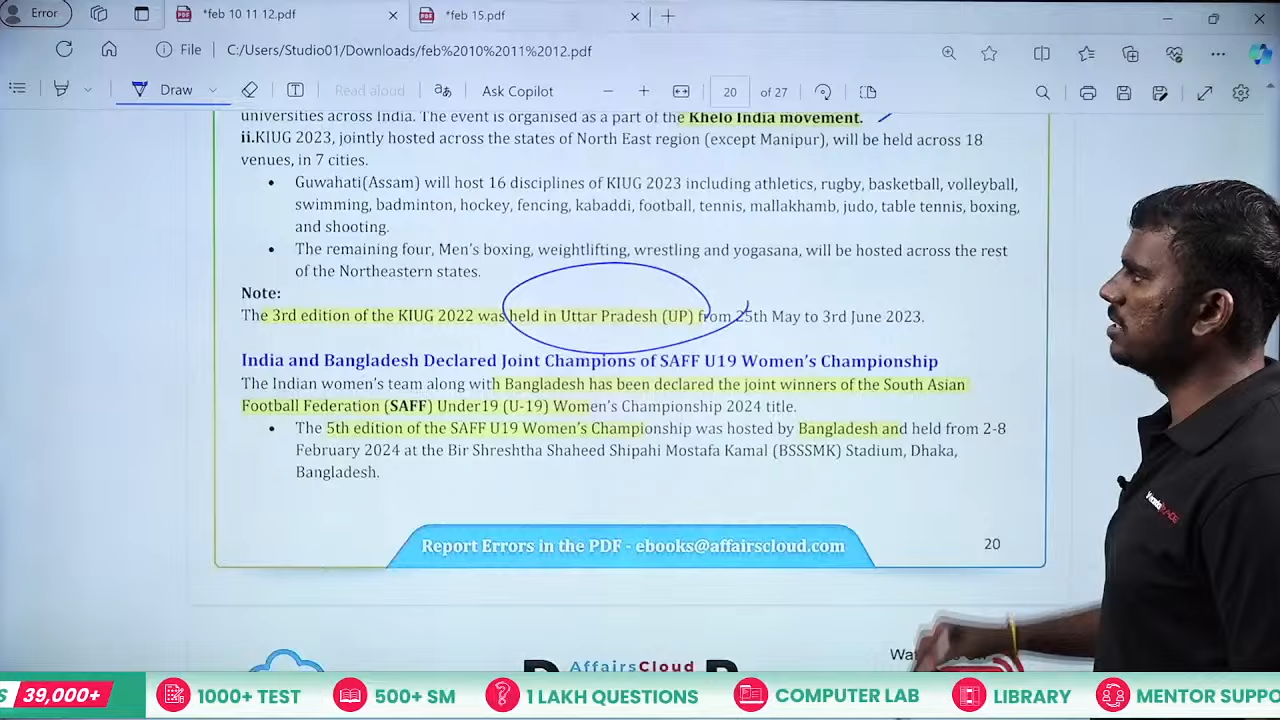 Error
*feb 10 11 12.pdf
*feb 15.pdf
File
C:/Users/Studio01/Downloads/feb%2010%2011%2012.pdf
Draw
Read aloud
Ask Copilot
20 of 27
universities across India. The event is organised as a part of the Khelo India movement.
ii.KIUG 2023, jointly hosted across the states of North East region (except Manipur), will be held across 18
venues, in 7 cities.
• Guwahati(Assam) will host 16 disciplines of KIUG 2023 including athletics, rugby, basketball, volleyball,
swimming, badminton, hockey, fencing, kabaddi, football, tennis, mallakhamb, judo, table tennis, boxing,
and shooting.
• The remaining four, Men's boxing, weightlifting, wrestling and yogasana, will be hosted across the rest
of the Northeastern states.
Note:
The 3rd edition of the KIUG 2022 was held in Uttar Pradesh (UP) from 25th May to 3rd June 2023.
India and Bangladesh Declared Joint Champions of SAFF U19 Women's Championship
The Indian women's team along with Bangladesh has been declared the joint winners of the South Asian
Football Federation (SAFF) Under19 (U-19) Women's Championship 2024 title.
• The 5th edition of the SAFF U19 Women's Championship was hosted by Bangladesh and held from 2-8
February 2024 at the Bir Shreshtha Shaheed Shipahi Mostafa Kamal (BSSSMK) Stadium, Dhaka,
Bangladesh.
Report Errors in the PDF - ebooks@affairscloud.com
20
AffairsCloud
S 39,000+ 1000+ TEST 500+ SM 1 LAKH QUESTIONS COMPUTER LAB LIBRARY MENTOR SUPPO